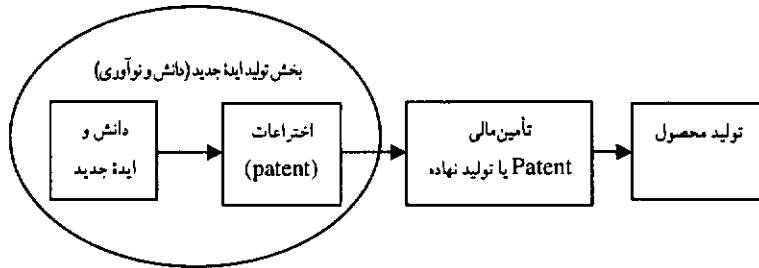 بخش تولید ایدهٔ جدید (دانش و نوآوری)
دانش و
ایدهٔ جدید
اختراعات
(patent)
تأمین‌مالی
Patent یا تولید نهاده
تولید محصول